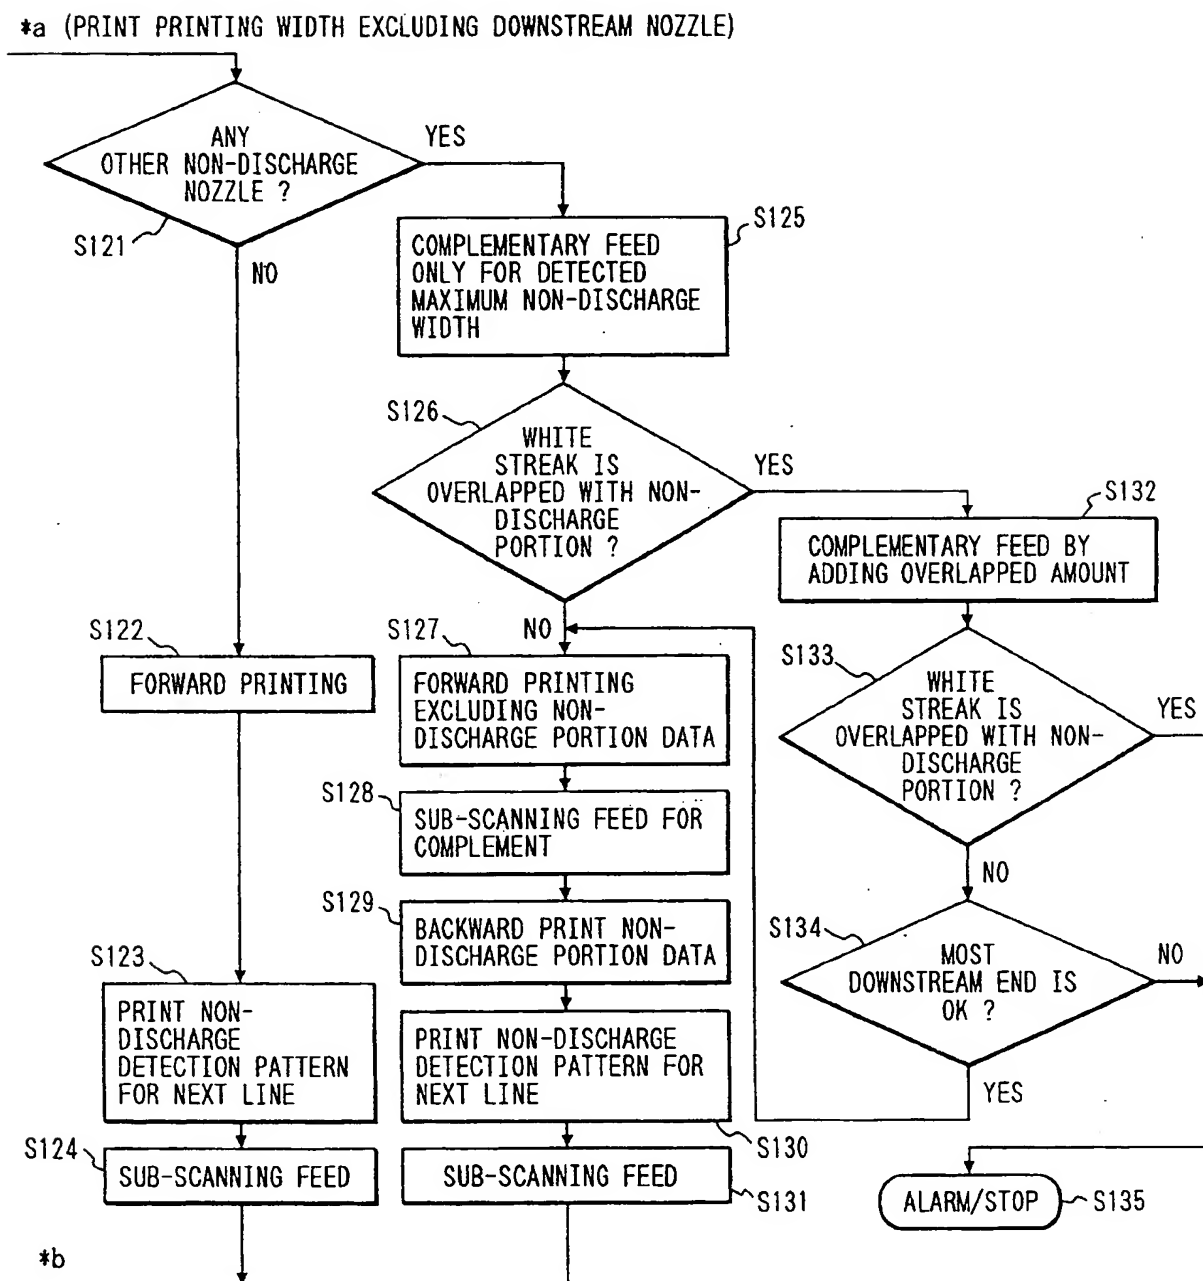 *a (PRINT PRINTING WIDTH EXCLUDING DOWNSTREAM NOZZLE)
ANY
OTHER NON-DISCHARGE
NOZZLE ?
YES
S121
NO
S125
COMPLEMENTARY FEED
ONLY FOR DETECTED
MAXIMUM NON-DISCHARGE
WIDTH
S126
WHITE
STREAK IS
OVERLAPPED WITH NON-
DISCHARGE
PORTION ?
YES
NO
S132
COMPLEMENTARY FEED BY
ADDING OVERLAPPED AMOUNT
S122
FORWARD PRINTING
S127
FORWARD PRINTING
EXCLUDING NON-
DISCHARGE PORTION DATA
S133
WHITE
STREAK IS
OVERLAPPED WITH NON-
DISCHARGE
PORTION ?
YES
NO
S128
SUB-SCANNING FEED FOR
COMPLEMENT
S129
BACKWARD PRINT NON-
DISCHARGE PORTION DATA
S134
MOST
DOWNSTREAM END IS
OK ?
NO
YES
S123
PRINT NON-
DISCHARGE
DETECTION PATTERN
FOR NEXT LINE
PRINT NON-DISCHARGE
DETECTION PATTERN FOR
NEXT LINE
S130
S124
SUB-SCANNING FEED
SUB-SCANNING FEED
S131
ALARM/STOP
S135
*b